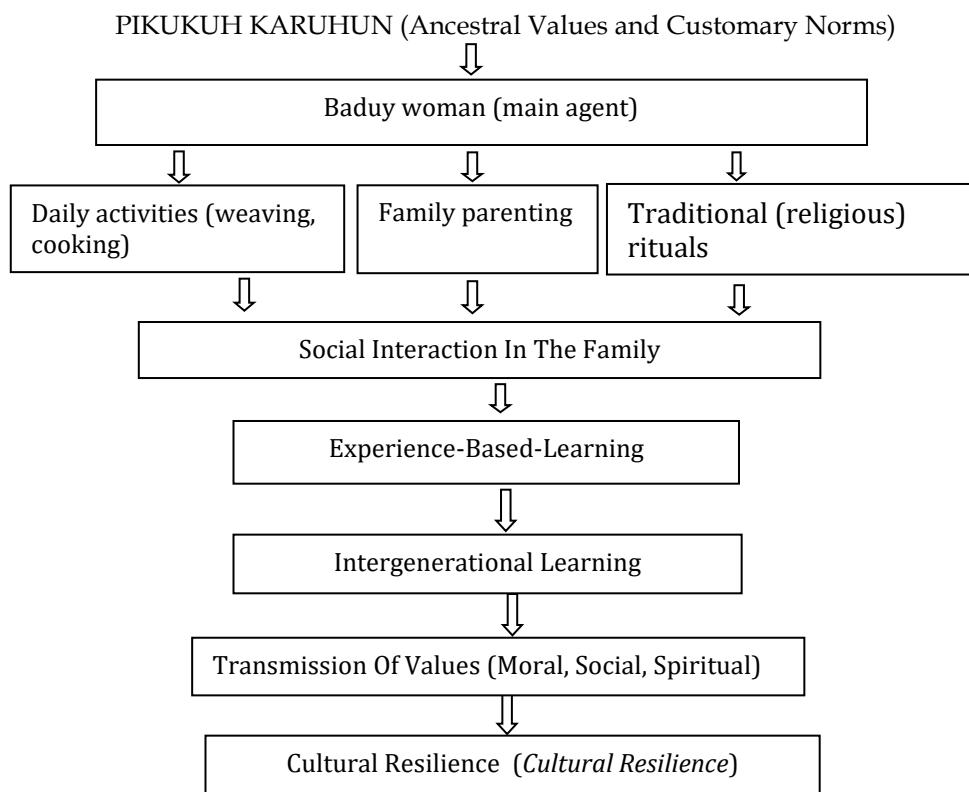 PIKUKUH KARUHUN (Ancestral Values and Customary Norms)
Baduy woman (main agent)
Daily activities (weaving,
cooking)
Family parenting
Traditional (religious)
rituals
Social Interaction In The Family
Experience-Based-Learning
Intergenerational Learning
Transmission Of Values (Moral, Social, Spiritual)
Cultural Resilience (Cultural Resilience)